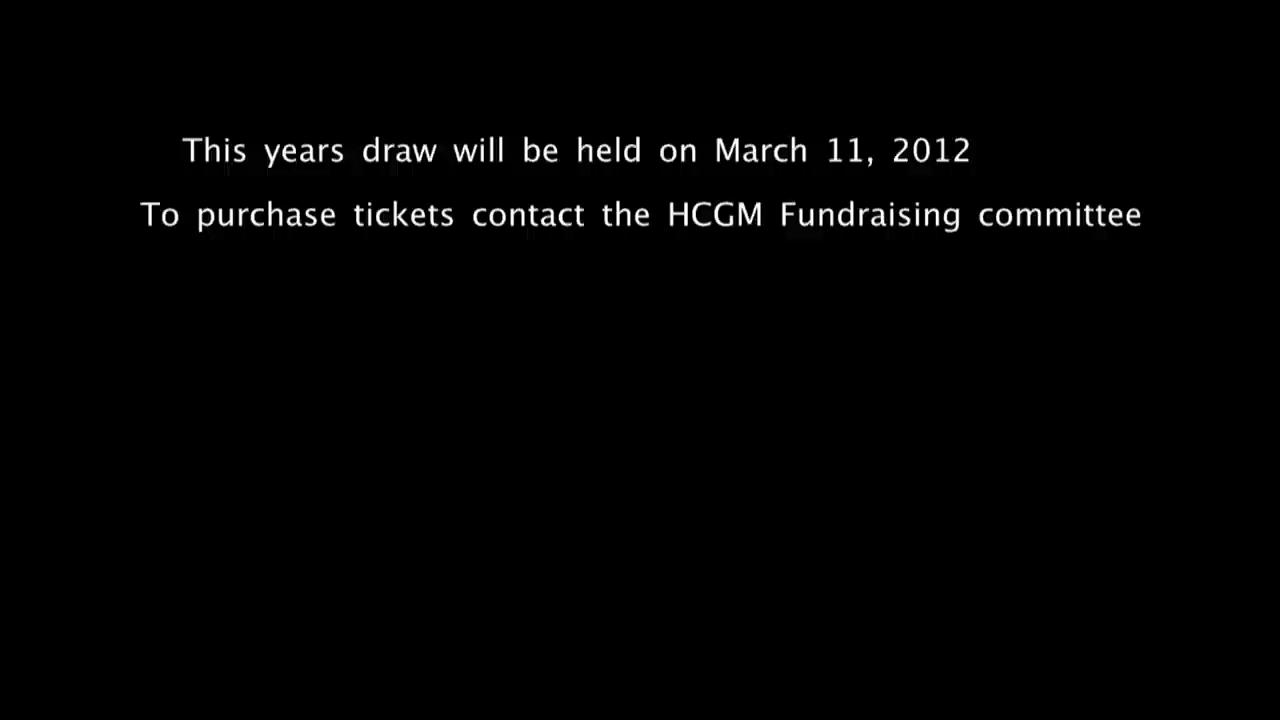 This years draw will be held on March 11, 2012
To purchase tickets contact the HCGM Fundraising committee